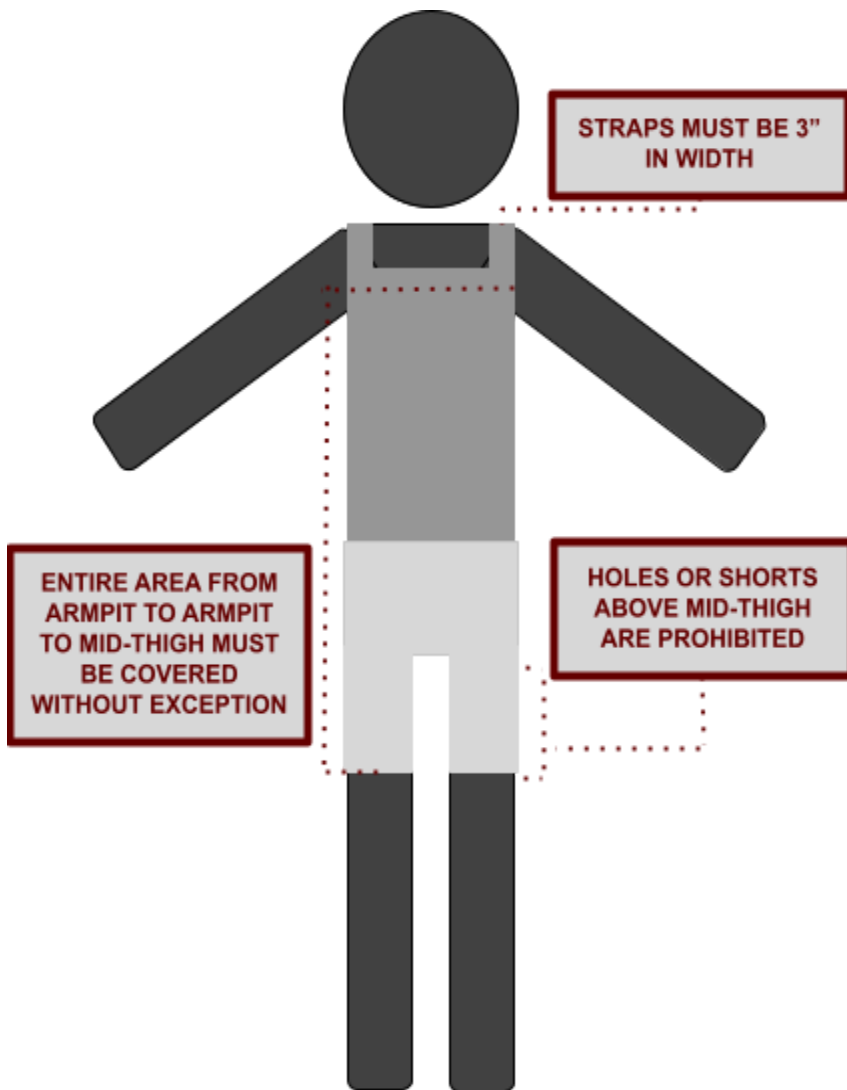 STRAPS MUST BE 3”
IN WIDTH
ENTIRE AREA FROM
ARMPIT TO ARMPIT
TO MID-THIGH MUST
BE COVERED
WITHOUT EXCEPTION
HOLES OR SHORTS
ABOVE MID-THIGH
ARE PROHIBITED